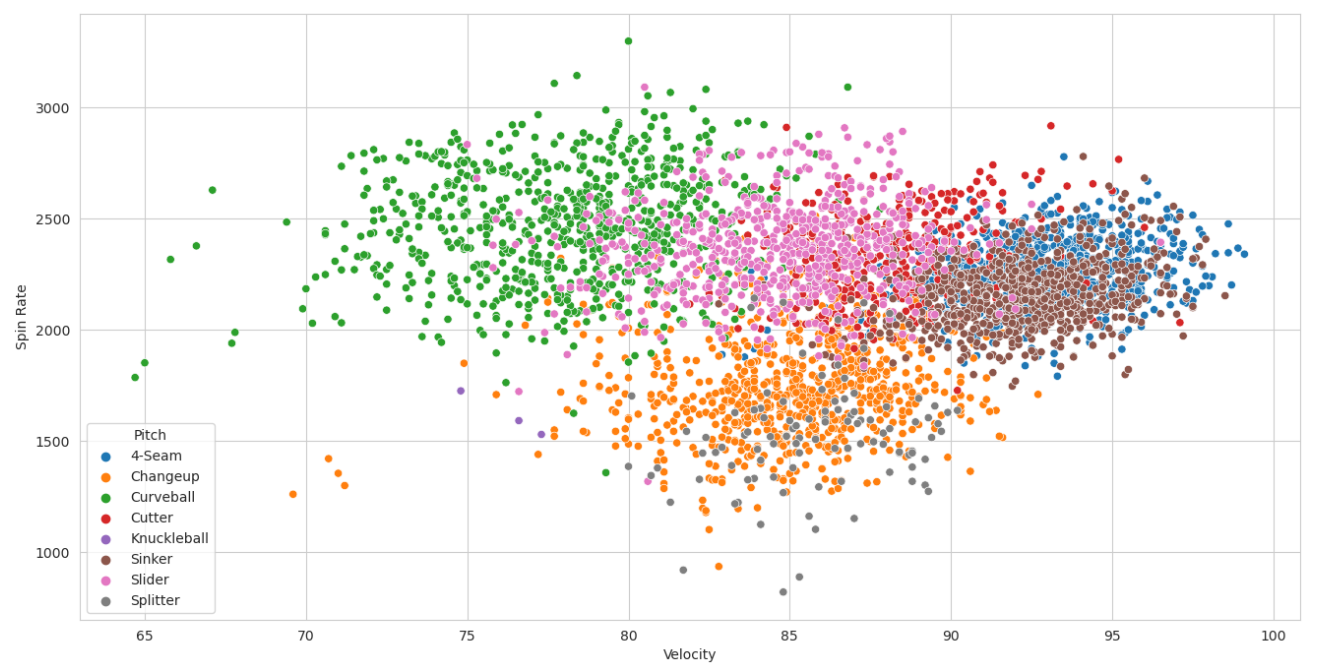 3000
2500
2000
1500
1000
Spin Rate
Pitch
4-Seam
Changeup
Curveball
Cutter
Knuckleball
Sinker
Slider
Splitter
65 70 75 80 85 90 95 100
Velocity